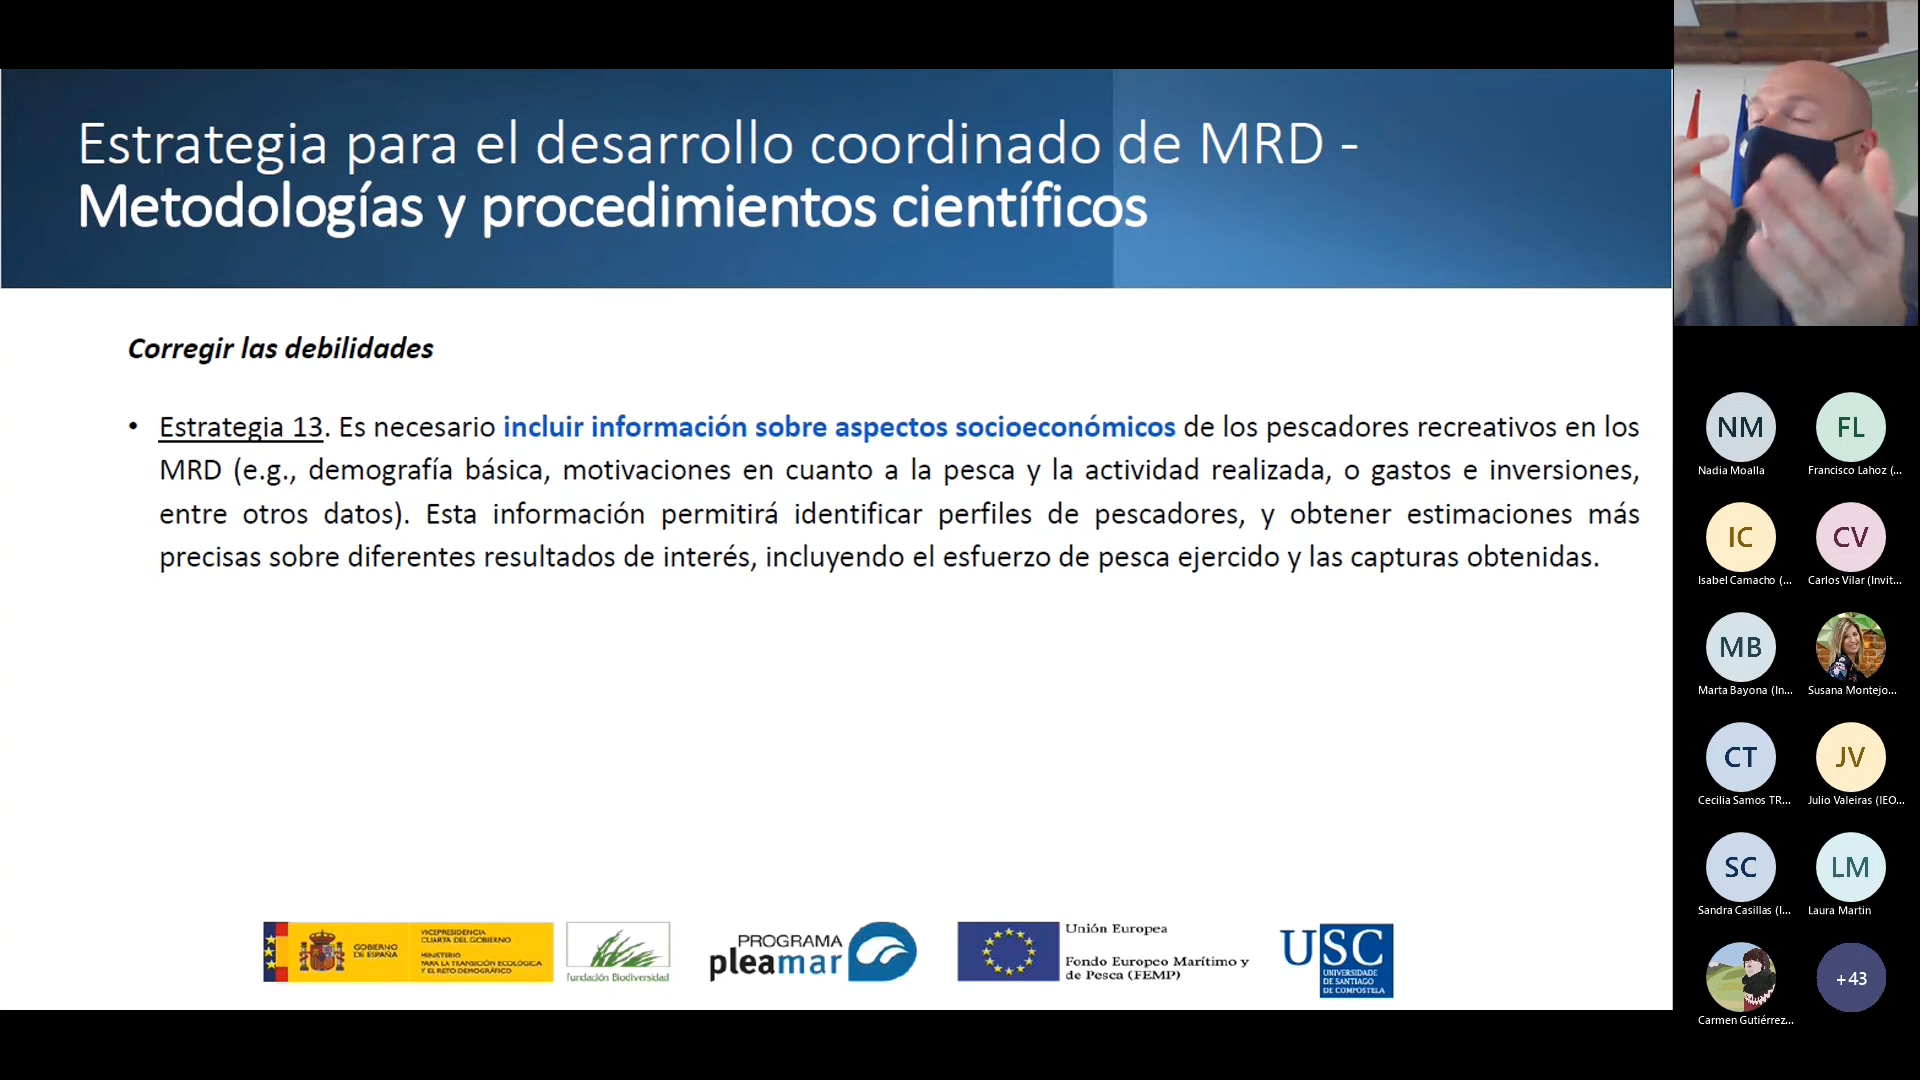 Estrategia para el desarrollo coordinado de MRD -
Metodologías y procedimientos científicos
Corregir las debilidades
• Estrategia 13. Es necesario incluir información sobre aspectos socioeconómicos de los pescadores recreativos en los
MRD (e.g., demografía básica, motivaciones en cuanto a la pesca y la actividad realizada, o gastos e inversiones,
entre otros datos). Esta información permitirá identificar perfiles de pescadores, y obtener estimaciones más
precisas sobre diferentes resultados de interés, incluyendo el esfuerzo de pesca ejercido y las capturas obtenidas.
GOBIERNO
DE ESPAÑA
VICEPRESIDENCIA
CUARTA DEL GOBIERNO
MINISTERIO
PARA LA TRANSICIÓN ECOLÓGICA
Y EL RETO DEMOGRÁFICO
Fundación Biodiversidad
PROGRAMA
pleamar
Unión Europea
Fondo Europeo Marítimo y
de Pesca (FEMP)
USC
UNIVERSIDADE
DE SANTIAGO
DE COMPOSTELA
NM
Nadia Moalla
FL
Francisco Lahoz (...
IC
Isabel Camacho (...
CV
Carlos Vilar (Invit...
MB
Marta Bayona (In...
Susana Montejo...
CT
Cecilia Samos TR...
JV
Julio Valeiras (IEO...
SC
Sandra Casillas (I...
LM
Laura Martin
Carmen Gutiérrez...
+43